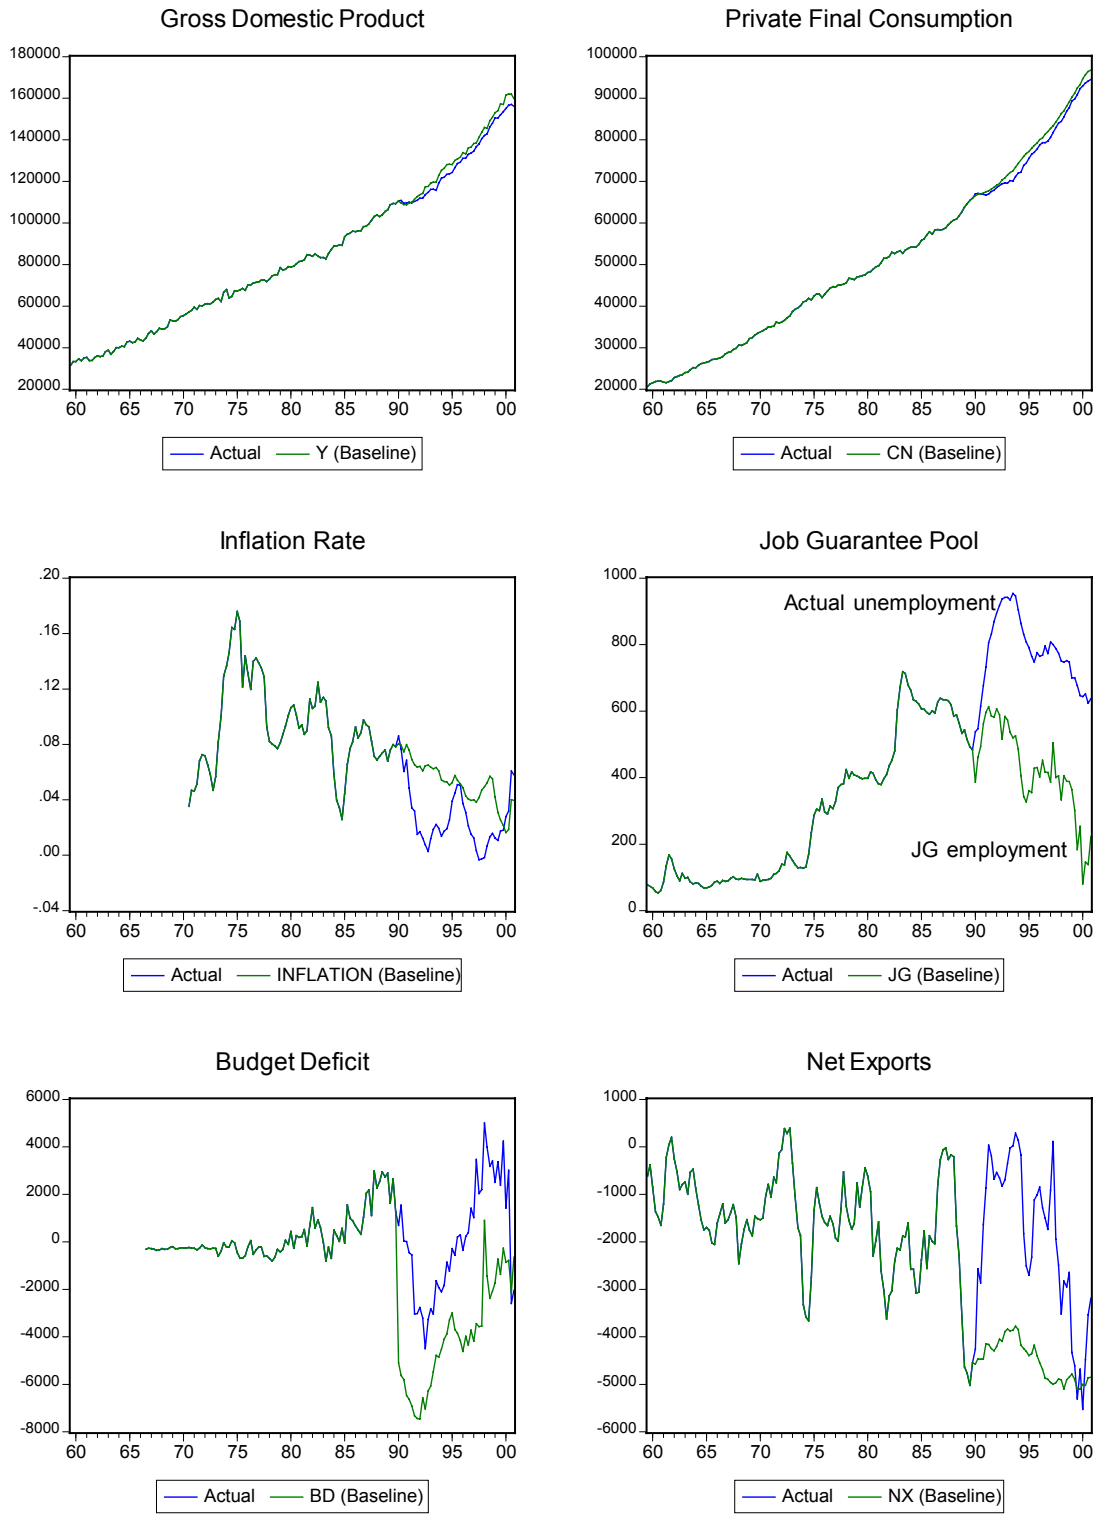 Gross Domestic Product
180000
160000
140000
120000
100000
80000
60000
40000
20000
60 65 70 75 80 85 90 95 00
Actual Y (Baseline)
Private Final Consumption
100000
90000
80000
70000
60000
50000
40000
30000
20000
60 65 70 75 80 85 90 95 00
Actual CN (Baseline)
Inflation Rate
.20
.16
.12
.08
.04
.00
-.04
60 65 70 75 80 85 90 95 00
Actual INFLATION (Baseline)
Job Guarantee Pool
1000
800
600
400
200
0
Actual unemployment
JG employment
60 65 70 75 80 85 90 95 00
Actual JG (Baseline)
Budget Deficit
6000
4000
2000
0
-2000
-4000
-6000
-8000
60 65 70 75 80 85 90 95 00
Actual BD (Baseline)
Net Exports
1000
0
-1000
-2000
-3000
-4000
-5000
-6000
60 65 70 75 80 85 90 95 00
Actual NX (Baseline)